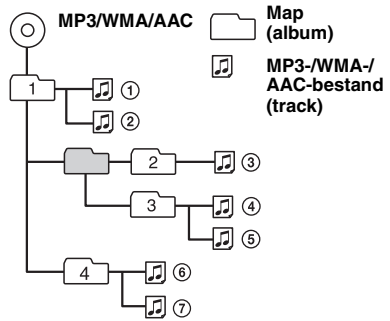 MP3/WMA/AAC
Map
(album)
MP3-/WMA-/
AAC-bestand
(track)
1
①
②
2
③
3
④
⑤
4
⑥
⑦